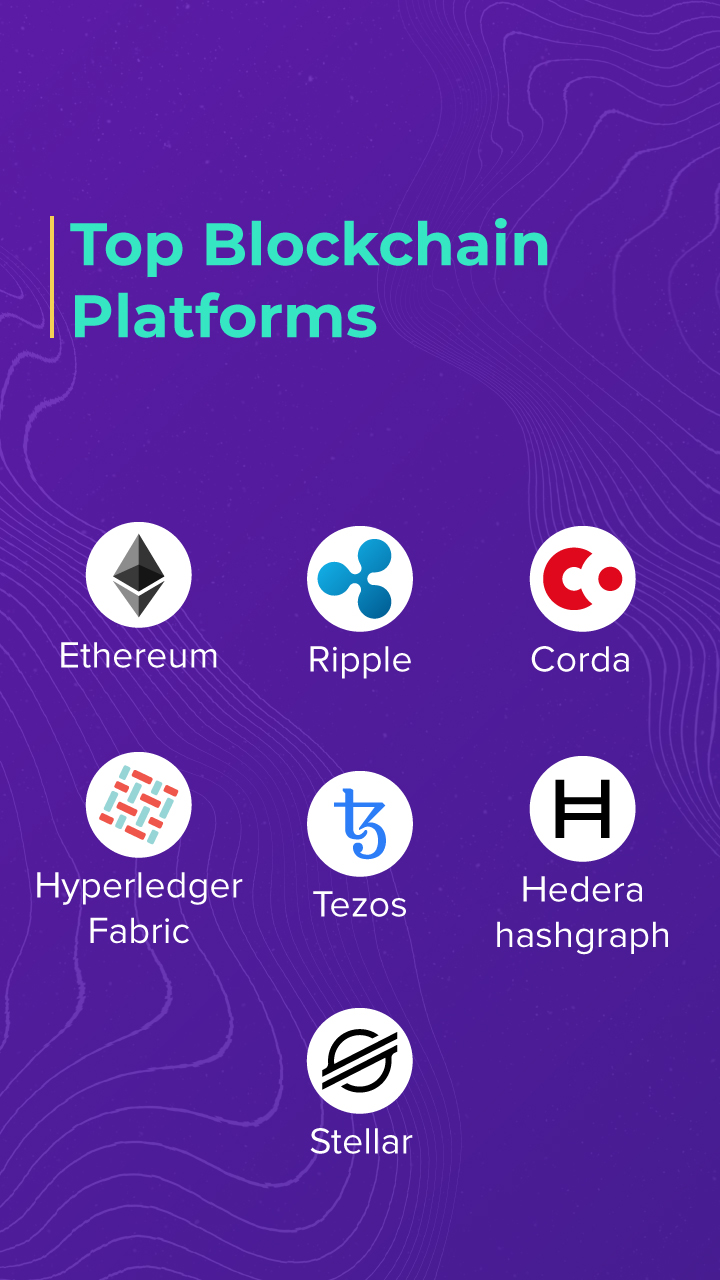 Top Blockchain
Platforms
Ethereum
Ripple
Corda
Hyperledger
Fabric
Tezos
Hedera
hashgraph
Stellar